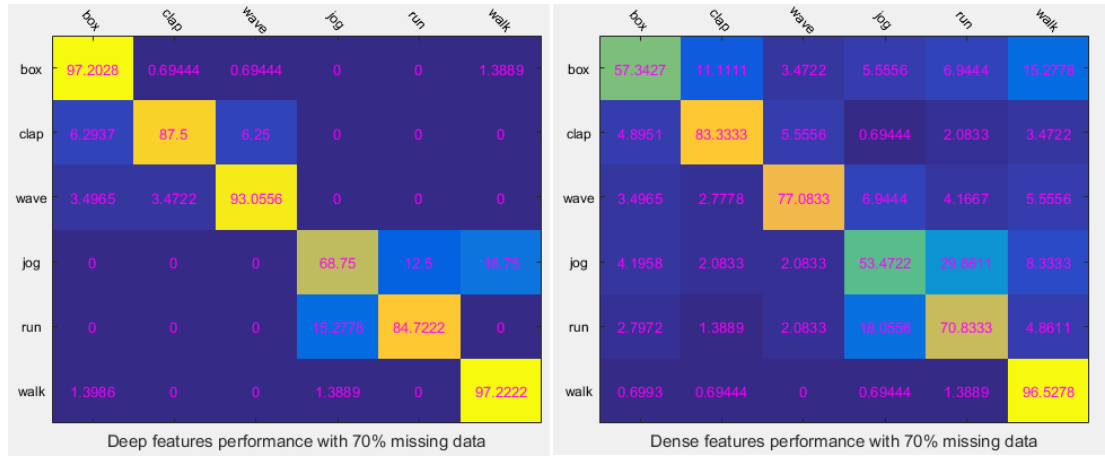 box clap wave jog run walk
box 97.2028 0.69444 0.69444 0 0 1.3889
clap 6.2937 87.5 6.25 0 0 0
wave 3.4965 3.4722 93.0556 0 0 0
jog 0 0 0 68.75 12.5 18.75
run 0 0 0 15.2778 84.7222 0
walk 1.3986 0 0 1.3889 0 97.2222
Deep features performance with 70% missing data
box clap wave jog run walk
box 57.3427 11.1111 3.4722 5.5556 6.9444 15.2778
clap 4.8951 83.3333 5.5556 0.69444 2.0833 3.4722
wave 3.4965 2.7778 77.0833 6.9444 4.1667 5.5556
jog 4.1958 2.0833 2.0833 53.4722 29.8611 8.3333
run 2.7972 1.3889 2.0833 18.0556 70.8333 4.8611
walk 0.6993 0.69444 0 0.69444 1.3889 96.5278
Dense features performance with 70% missing data